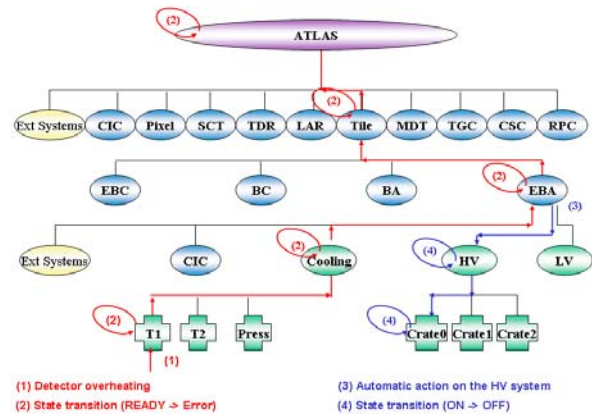 (2)
ATLAS
(2)
Ext Systems CIC Pixel SCT TDR LAR Tile MDT TGC CSC RPC
(2)
EBC BC BA EBA
(3)
(2) (4)
Ext Systems CIC Cooling HV LV
(2) (4)
T1 T2 Press Crate0 Crate1 Crate2
(1)
(1) Detector overheating
(2) State transition (READY -> Error)
(3) Automatic action on the HV system
(4) State transition (ON -> OFF)